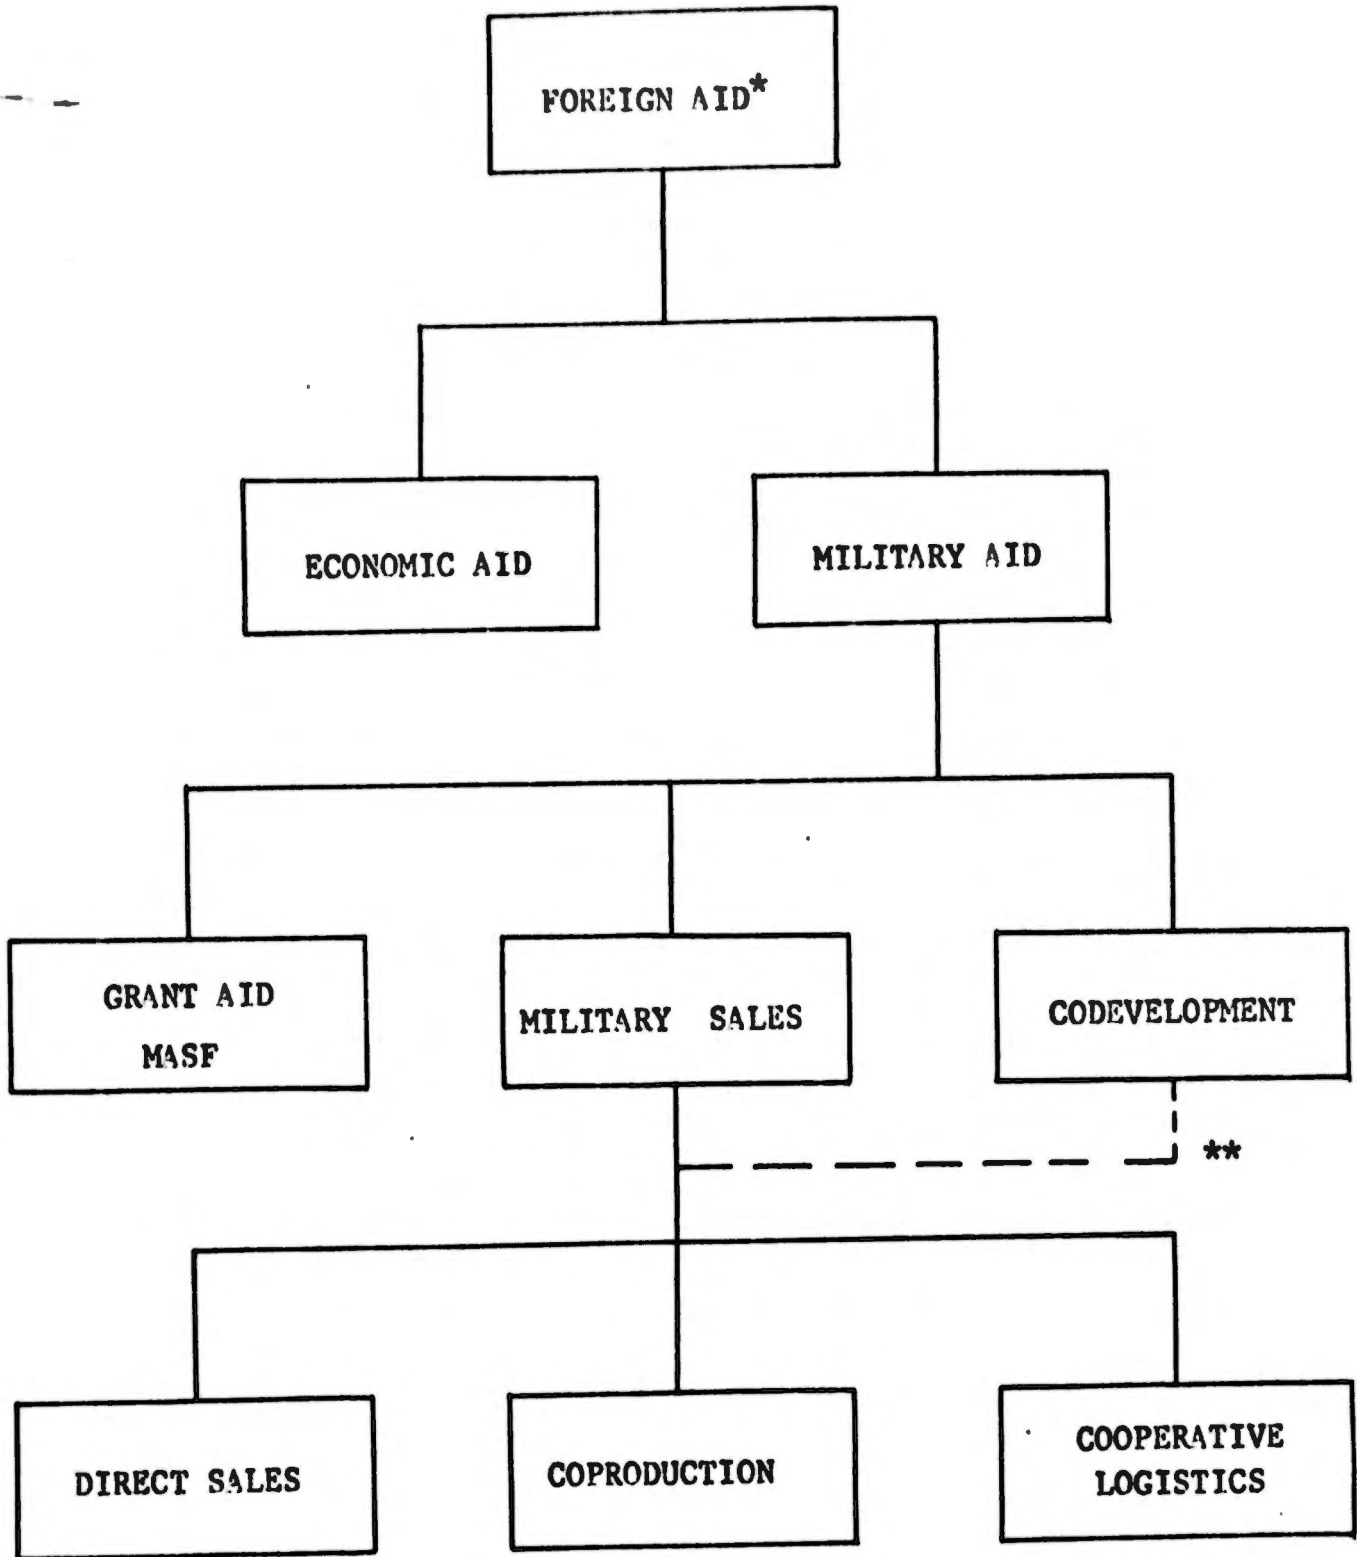 FOREIGN AID*
ECONOMIC AID
MILITARY AID
GRANT AID
MASF
MILITARY SALES
CODEVELOPMENT
**
DIRECT SALES
COPRODUCTION
COOPERATIVE
LOGISTICS